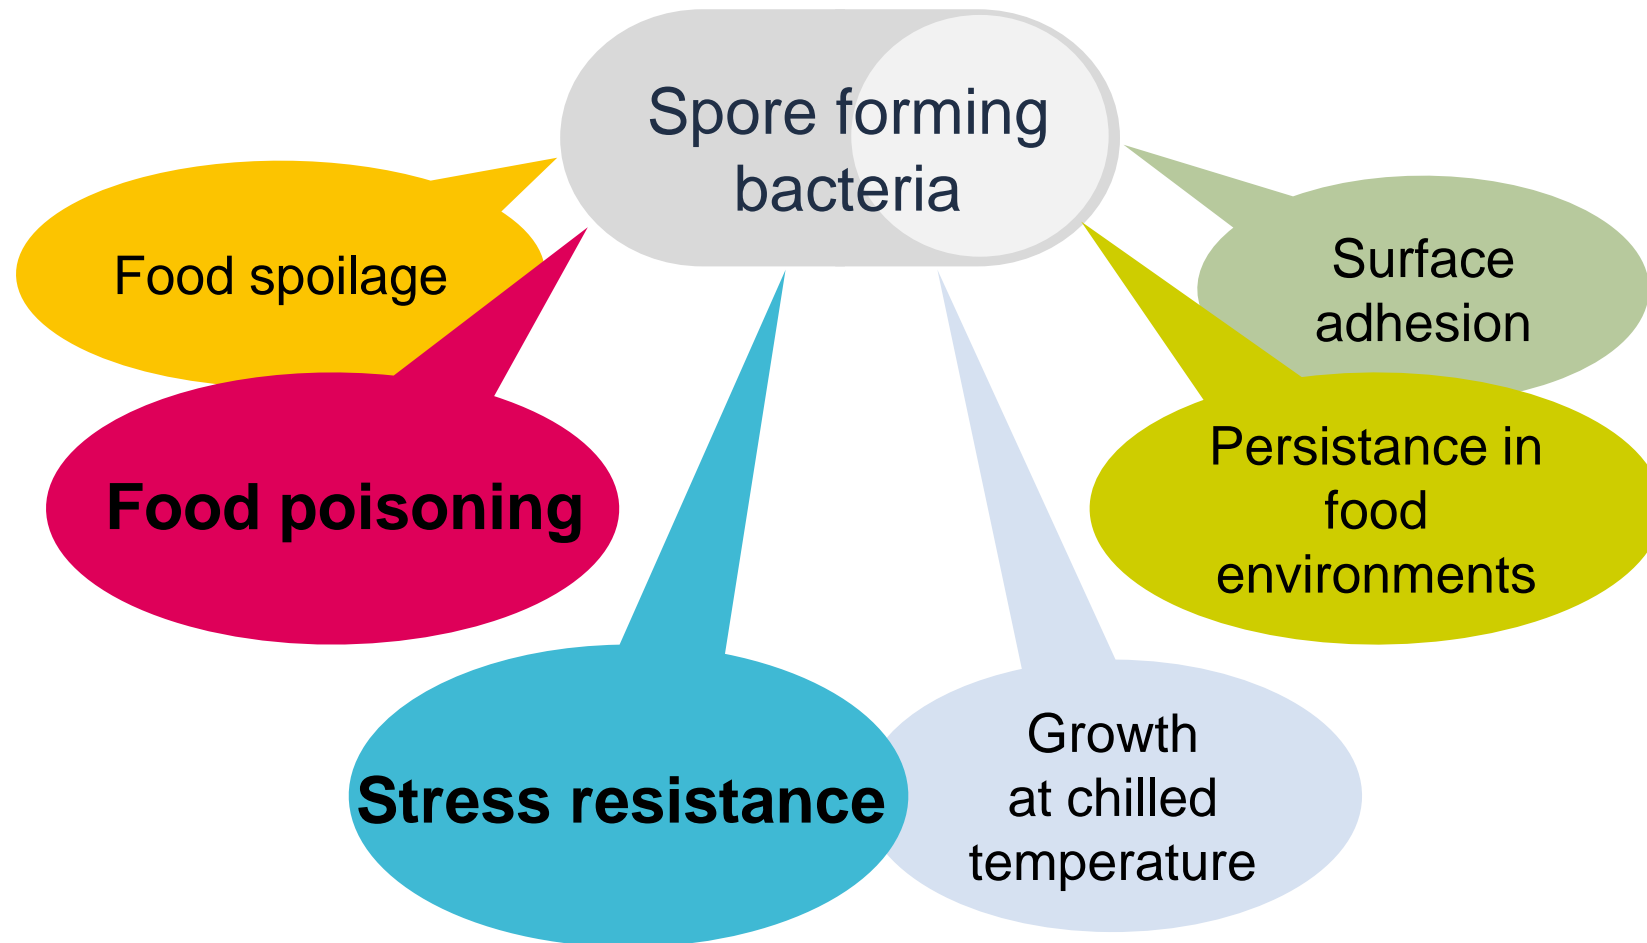 Spore forming
bacteria
Food spoilage
Food poisoning
Stress resistance
Growth
at chilled
temperature
Persistance in
food
environments
Surface
adhesion